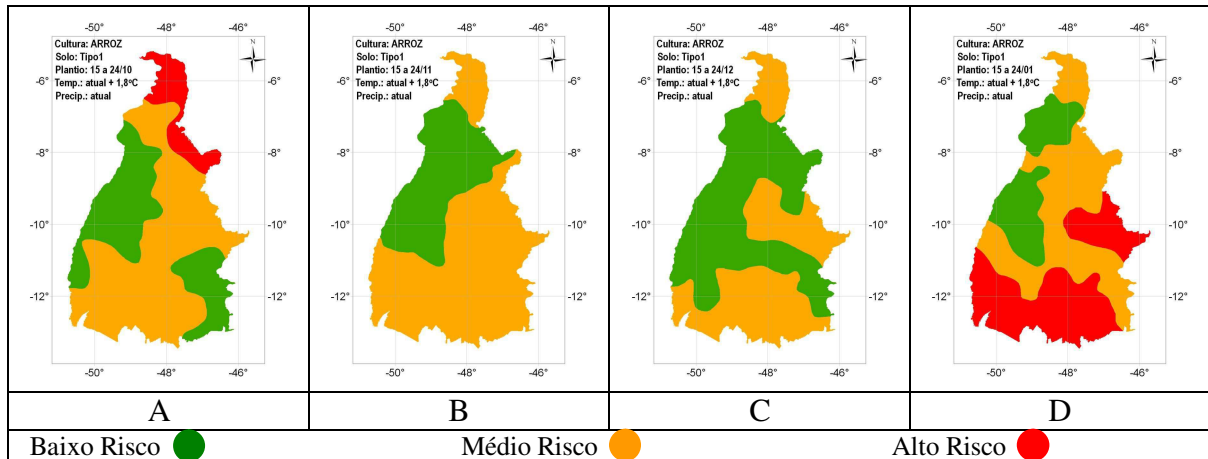 -50° -48° -46°
Cultura: ARROZ
Solo: Tipo1
Plantio: 15 a 24/10
Temp.: atual + 1,8ºC
Precip.: atual
N
-6° -6°
-8° -8°
-10° -10°
-12° -12°
-50° -48° -46°
A
-50° -48° -46°
Cultura: ARROZ
Solo: Tipo1
Plantio: 15 a 24/11
Temp.: atual + 1,8ºC
Precip.: atual
N
-6° -6°
-8° -8°
-10° -10°
-12° -12°
-50° -48° -46°
B
-50° -48° -46°
Cultura: ARROZ
Solo: Tipo1
Plantio: 15 a 24/12
Temp.: atual + 1,8ºC
Precip.: atual
N
-6° -6°
-8° -8°
-10° -10°
-12° -12°
-50° -48° -46°
C
-50° -48° -46°
Cultura: ARROZ
Solo: Tipo1
Plantio: 15 a 24/01
Temp.: atual + 1,8ºC
Precip.: atual
N
-6° -6°
-8° -8°
-10° -10°
-12° -12°
-50° -48° -46°
D
Baixo Risco Médio Risco Alto Risco